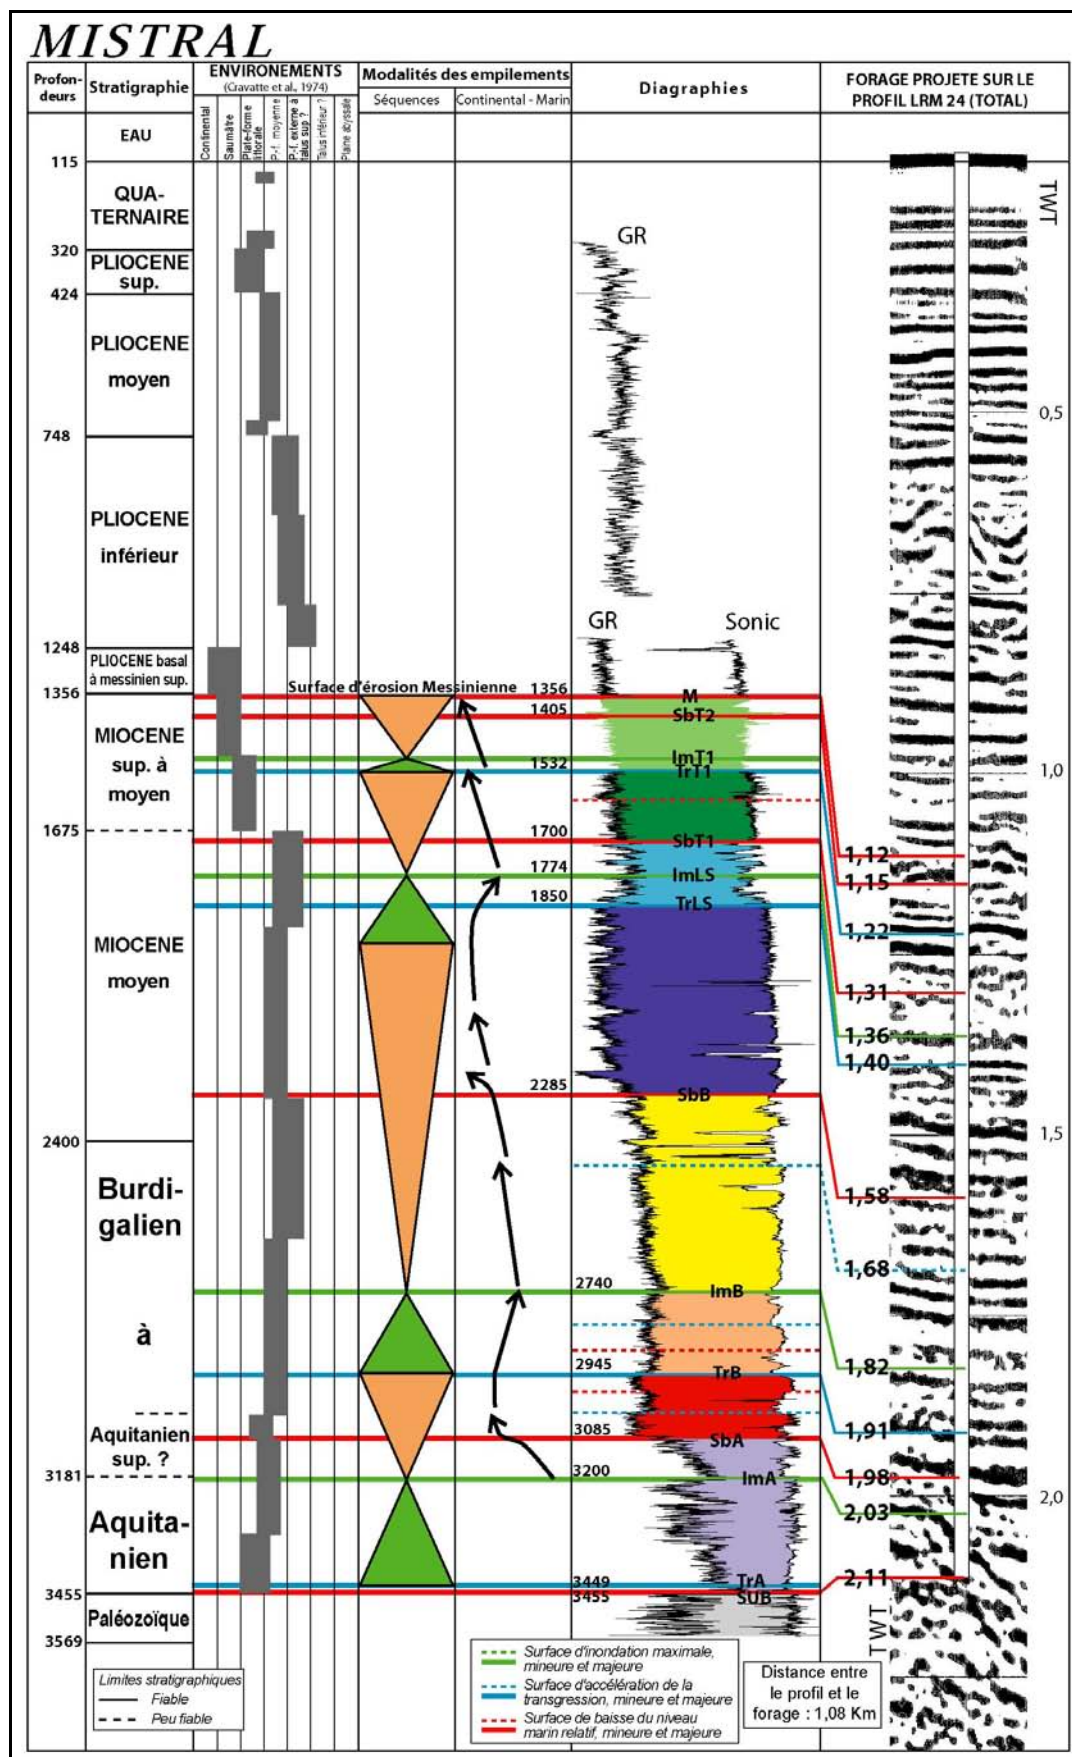 MISTRAL
Profon-
deurs
Stratigraphie
ENVIRONEMENTS
(Cravatte et al., 1974)
Modalités des empilements
Séquences
Continental - Marin
Diagraphies
FORAGE PROJETE SUR LE
PROFIL LRM 24 (TOTAL)
Continental
Saumâtre
Plate-forme
littorale
P.-f. moyenne
P.-f. externe à
talus sup ?
Talus inférieur ?
Plaine abyssale
EAU
115
QUA-
TERNAIRE
320
PLIOCENE
sup.
424
PLIOCENE
moyen
748
PLIOCENE
inférieur
1248
PLIOCENE basal
à messinien sup.
1356
MIOCENE
sup. à
moyen
1675
MIOCENE
moyen
2400
Burdi-
galien
à
Aquitanien
sup. ?
3181
Aquita-
nien
3455
Paléozoïque
3569
Surface d'érosion Messinienne
1356
1405
1532
1700
1774
1850
2285
2740
2945
3085
3200
3449
3455
GR
GR
Sonic
M
SbT2
ImT1
TrT1
SbT1
ImLS
TrLS
SbB
ImB
TrB
SbA
ImA
TrA
SUB
1,12
1,15
1,22
1,31
1,36
1,40
1,58
1,68
1,82
1,91
1,98
2,03
2,11
TWT
0,5
1,0
1,5
2,0
TWT
Limites stratigraphiques
Fiable
Peu fiable
Surface d'inondation maximale,
mineure et majeure
Surface d'accélération de la
transgression, mineure et majeure
Surface de baisse du niveau
marin relatif, mineure et majeure
Distance entre
le profil et le
forage : 1,08 Km